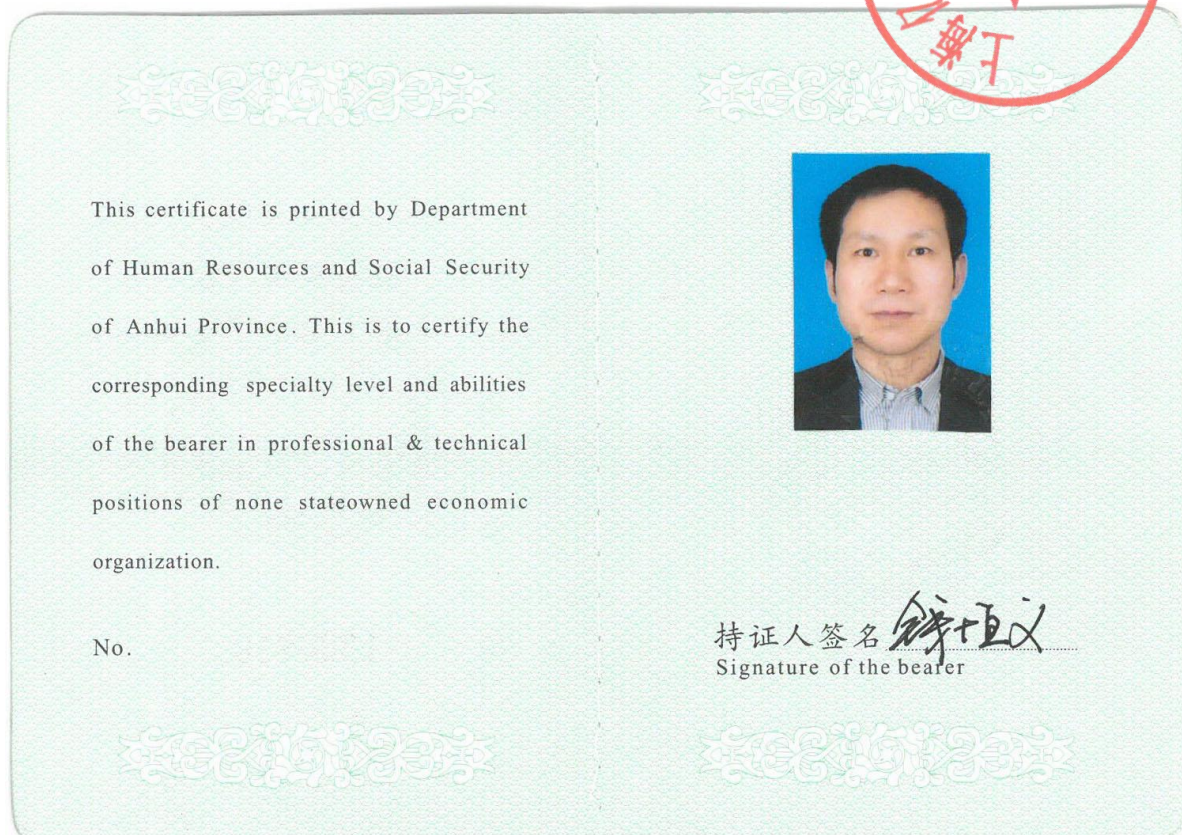 This certificate is printed by Department
of Human Resources and Social Security
of Anhui Province. This is to certify the
corresponding specialty level and abilities
of the bearer in professional & technical
positions of none stateowned economic
organization.
No.
上海
持证人签名
Signature of the bearer